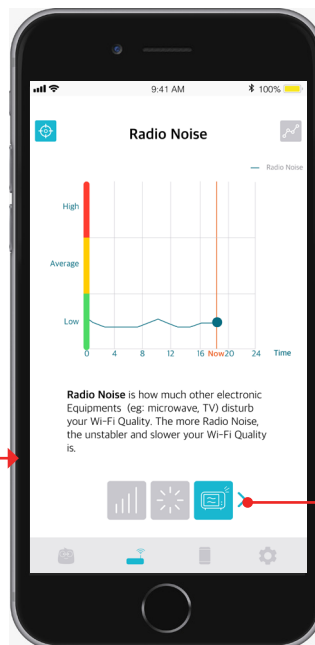 9:41 AM
100%
Radio Noise
Radio Noise
High
Average
Low
0 4 8 12 16 Now 20 24 Time
Radio Noise is how much other electronic
Equipments (eg: microwave, TV) disturb
your Wi-Fi Quality. The more Radio Noise,
the unstabler and slower your Wi-Fi Quality
is.